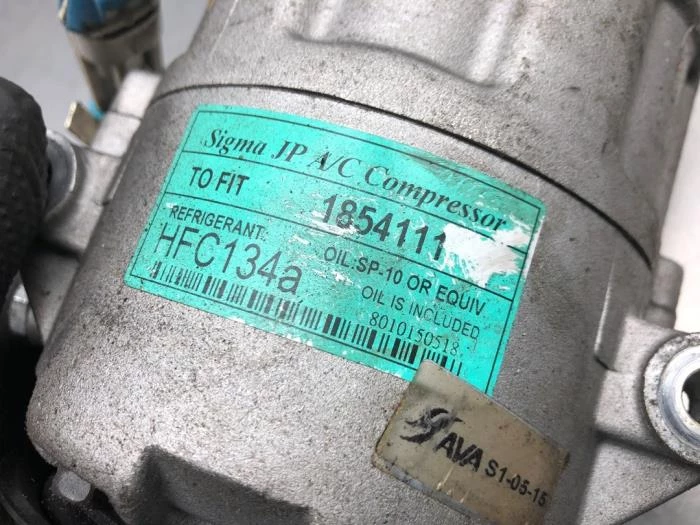 Sigma JP A/C Compressor
TO FIT 1854111
REFRIGERANT: OIL:SP-10 OR EQUIV
HFC134a OIL IS INCLUDED
8010150518
AVA S1-05-15